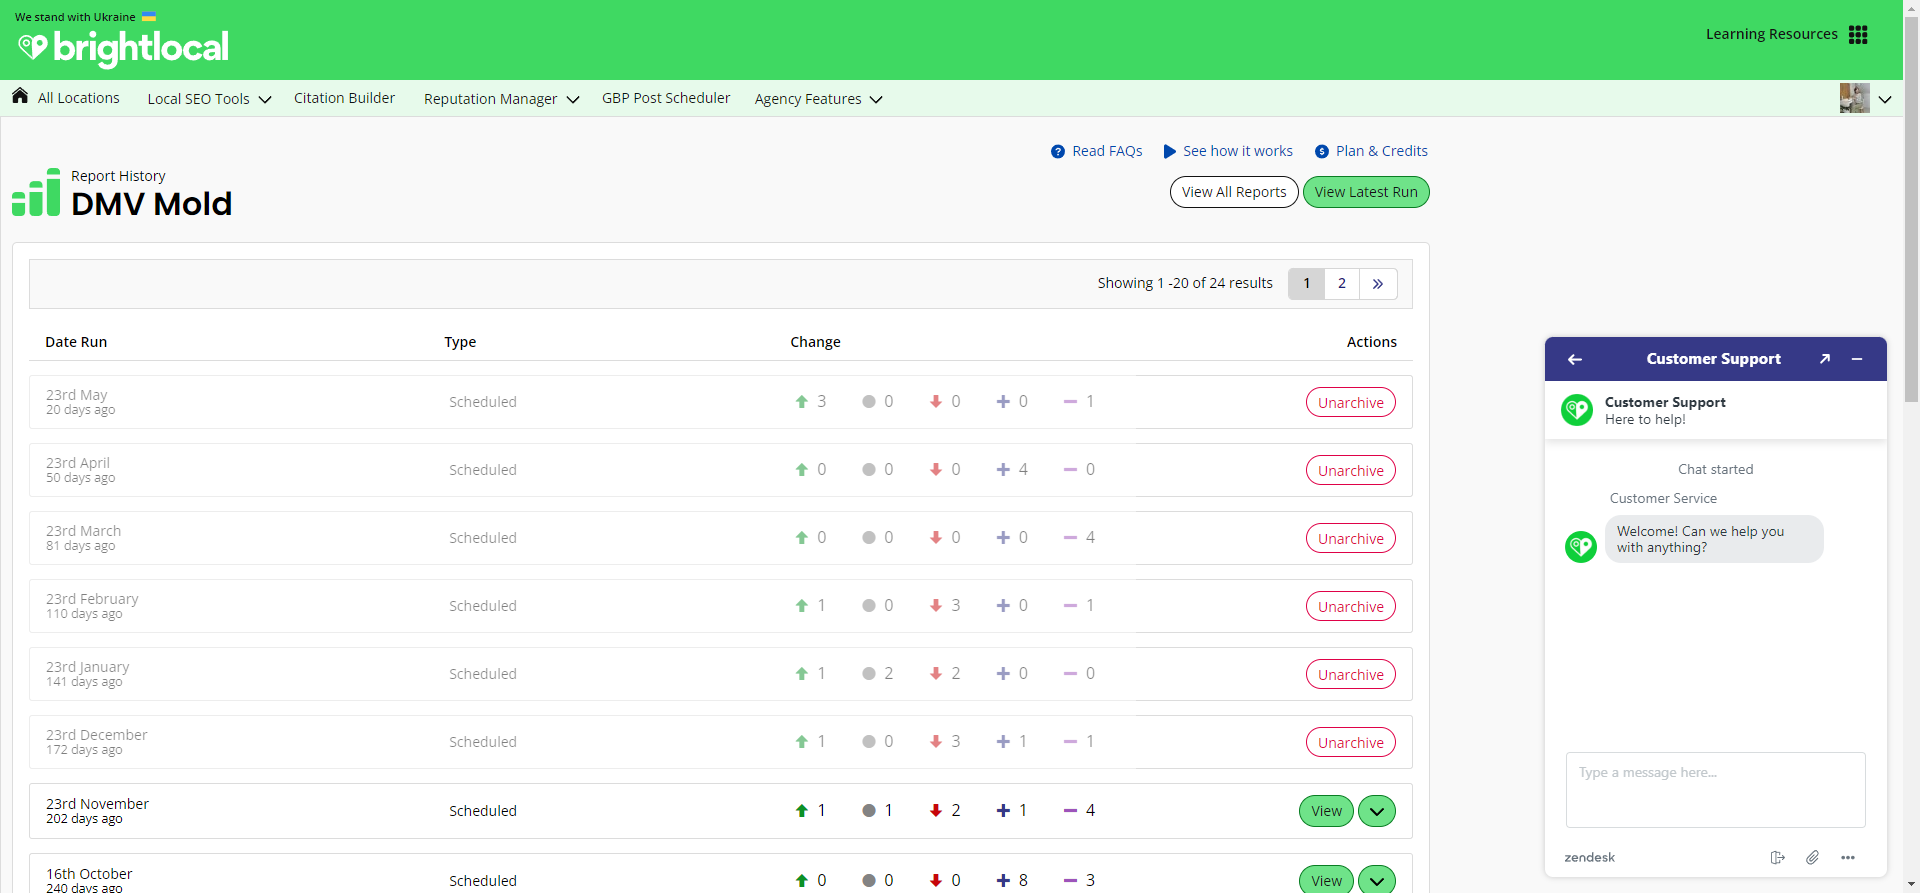 We stand with Ukraine
brightlocal
Learning Resources
All Locations
Local SEO Tools
Citation Builder
Reputation Manager
GBP Post Scheduler
Agency Features
Read FAQs
See how it works
Plan & Credits
Report History
DMV Mold
View All Reports
View Latest Run
Showing 1 -20 of 24 results
1
2
»
Date Run
Type
Change
Actions
23rd May
20 days ago
Scheduled
3
0
0
0
1
Unarchive
23rd April
50 days ago
Scheduled
0
0
0
4
0
Unarchive
23rd March
81 days ago
Scheduled
0
0
0
0
4
Unarchive
23rd February
110 days ago
Scheduled
1
0
3
0
1
Unarchive
23rd January
141 days ago
Scheduled
1
2
2
0
0
Unarchive
23rd December
172 days ago
Scheduled
1
0
3
1
1
Unarchive
23rd November
202 days ago
Scheduled
1
1
2
1
4
View
16th October
240 days ago
Scheduled
0
0
0
8
3
View
Customer Support
Customer Support
Here to help!
Chat started
Customer Service
Welcome! Can we help you
with anything?
Type a message here...
zendesk